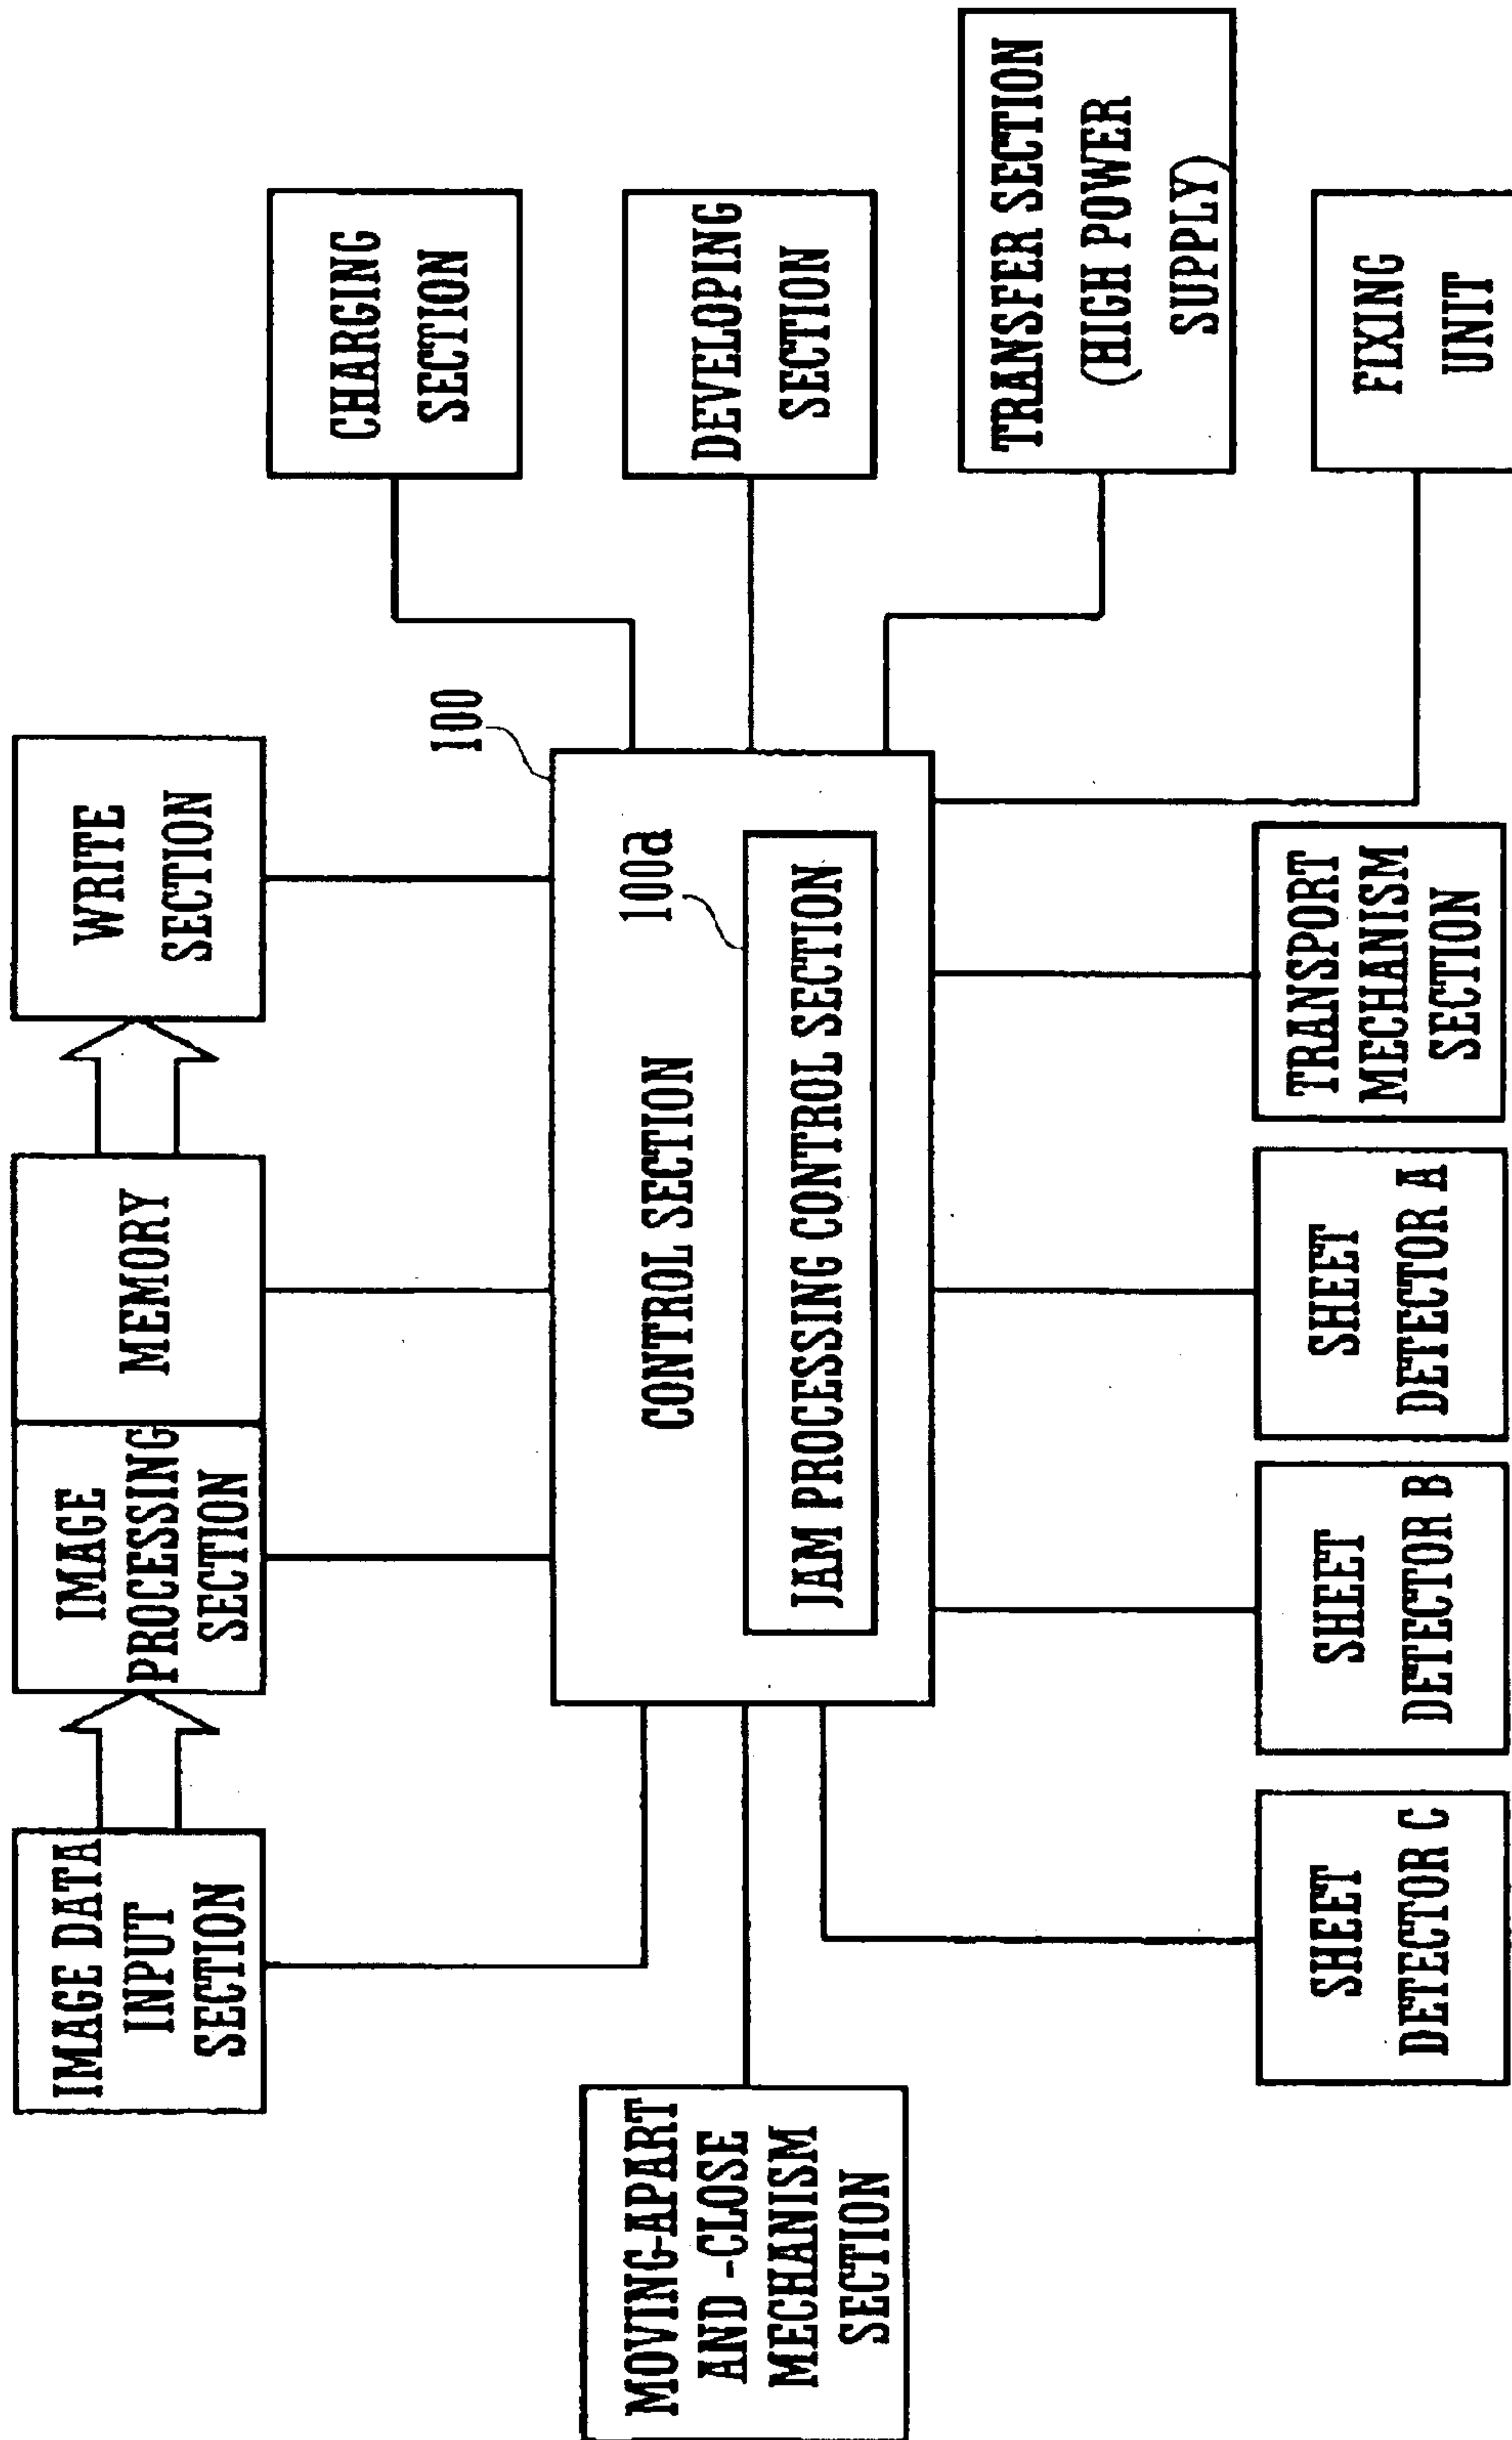 IMAGE DATA
INPUT
SECTION
IMAGE
PROCESSING
SECTION
MEMORY
WRITE
SECTION
100
CONTROL SECTION
100a
JAM PROCESSING CONTROL SECTION
CHARGING
SECTION
DEVELOPING
SECTION
TRANSFER SECTION
(HIGH POWER
SUPPLY)
FIXING
UNIT
MOVING-APART
AND -CLOSE
MECHANISM
SECTION
SHEET
DETECTOR C
SHEET
DETECTOR B
SHEET
DETECTOR A
TRANSPORT
MECHANISM
SECTION